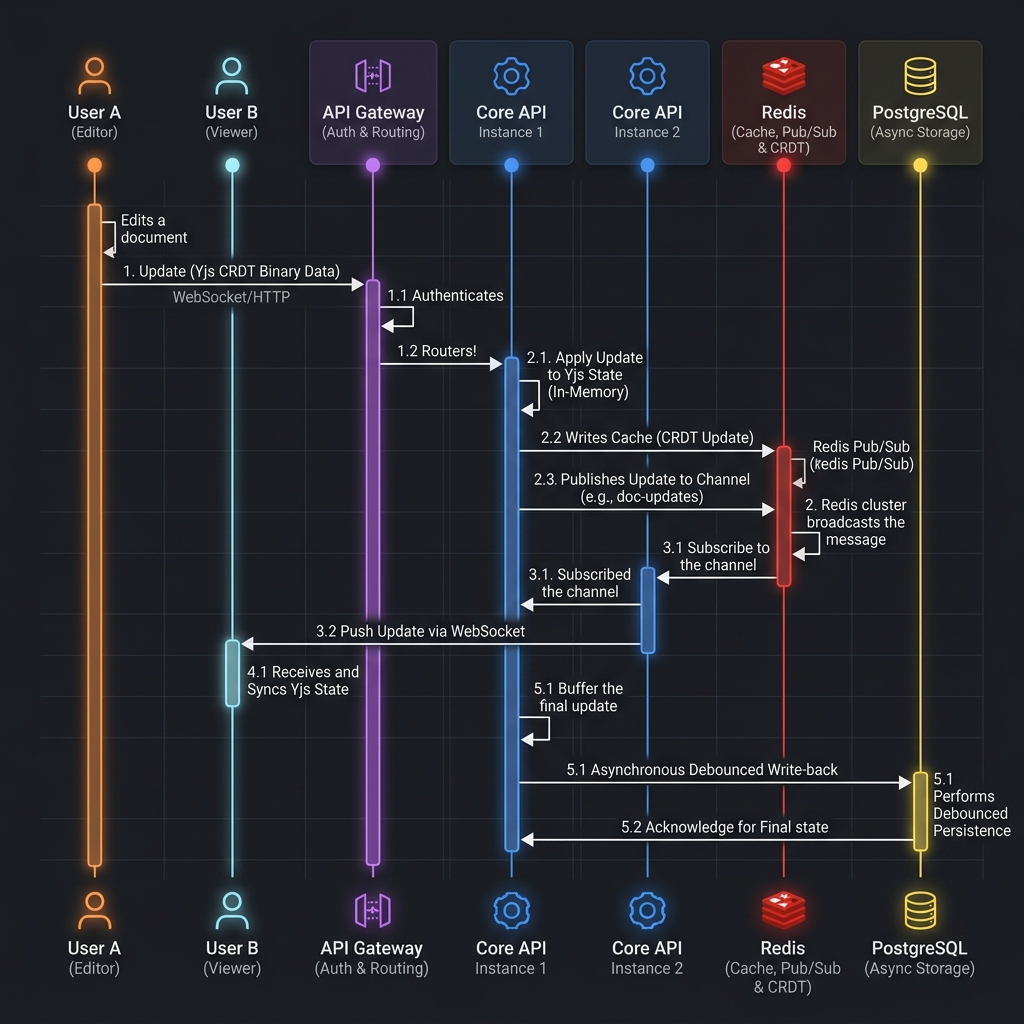 User A
(Editor)
User B
(Viewer)
API Gateway
(Auth & Routing)
Core API
Instance 1
Core API
Instance 2
Redis
(Cache, Pub/Sub
& CRDT)
PostgreSQL
(Async Storage)
Edits a
document
1. Update (Yjs CRDT Binary Data)
WebSocket/HTTP
1.1 Authenticates
1.2 Routers!
2.1. Apply Update
to Yjs State
(In-Memory)
2.2 Writes Cache (CRDT Update)
Redis Pub/Sub
(Redis Pub/Sub)
2.3. Publishes Update to Channel
(e.g., doc-updates)
2. Redis cluster
broadcasts the
message
3.1 Subscribe to
the channel
3.1. Subscribed
the channel
3.2 Push Update via WebSocket
4.1 Receives and
Syncs Yjs State
5.1 Buffer the
final update
5.1 Asynchronous Debounced Write-back
5.1
Performs
Debounced
Persistence
5.2 Acknowledge for Final state
User A
(Editor)
User B
(Viewer)
API Gateway
(Auth & Routing)
Core API
Instance 1
Core API
Instance 2
Redis
(Cache, Pub/Sub
& CRDT)
PostgreSQL
(Async Storage)